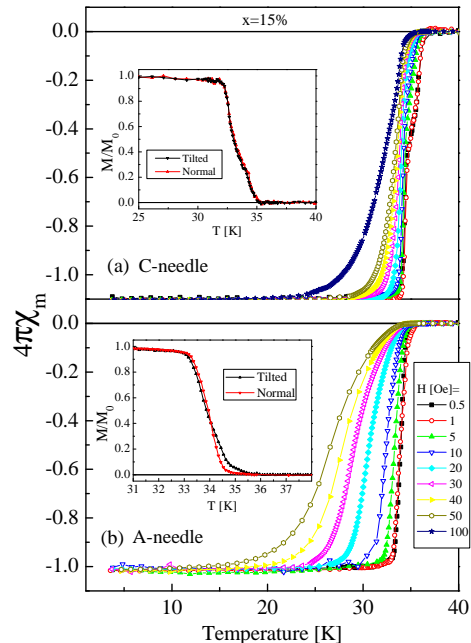 x=15%
0.0
-0.2
-0.4
-0.6
-0.8
-1.0
1.0
0.8
0.6
0.4
0.2
0.0
M/M0
Tilted
Normal
25 30 35 40
T [K]
(a) C-needle
4πχm
0.0
-0.2
-0.4
-0.6
-0.8
-1.0
1.0
0.8
0.6
0.4
0.2
0.0
M/M0
Tilted
Normal
31 32 33 34 35 36 37
T [K]
H [Oe]=
0.5
1
5
10
20
30
40
50
100
(b) A-needle
10 20 30 40
Temperature [K]